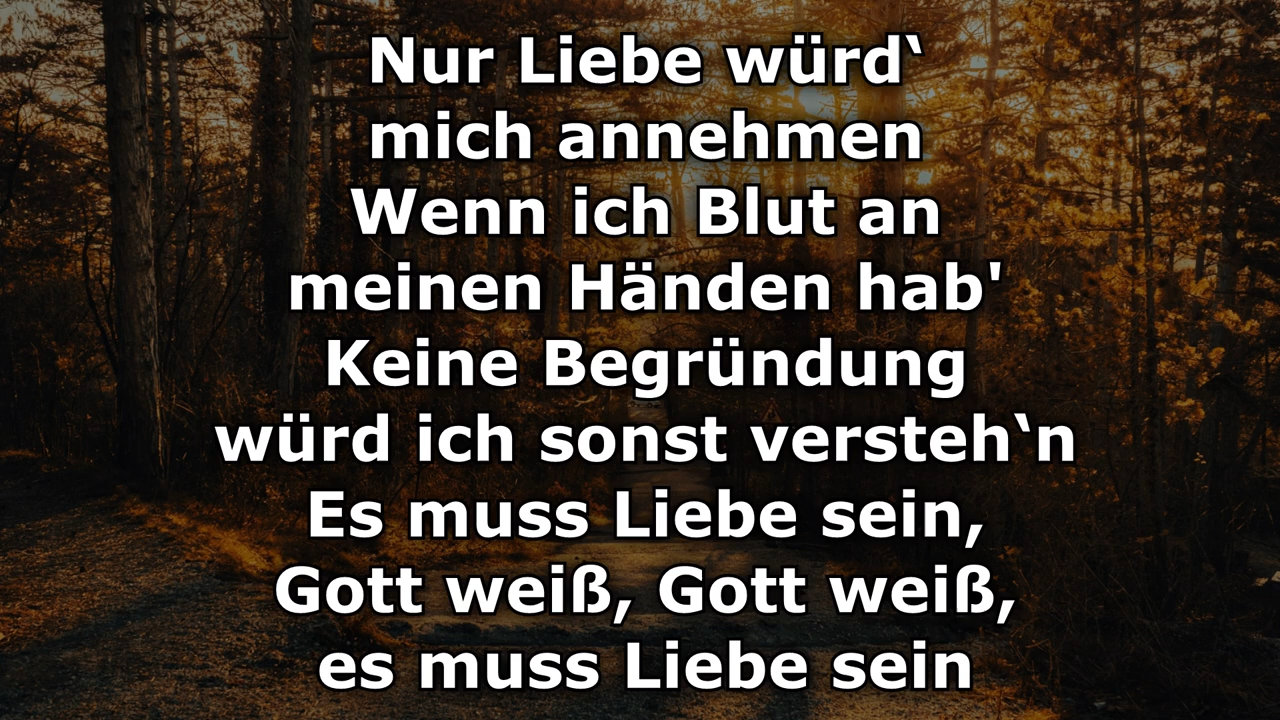 Nur Liebe würd‘
mich annehmen
Wenn ich Blut an
meinen Händen hab'
Keine Begründung
würd ich sonst versteh‘n
Es muss Liebe sein,
Gott weiß, Gott weiß,
es muss Liebe sein